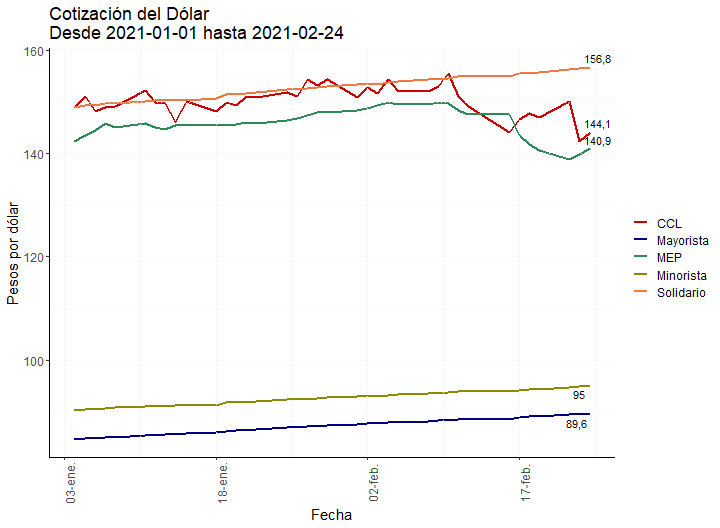 Cotización del Dólar
Desde 2021-01-01 hasta 2021-02-24
160
140
120
100
Pesos por dólar
156,8
144,1
140,9
95
89,6
03-ene.
18-ene.
02-feb.
17-feb.
Fecha
CCL
Mayorista
MEP
Minorista
Solidario